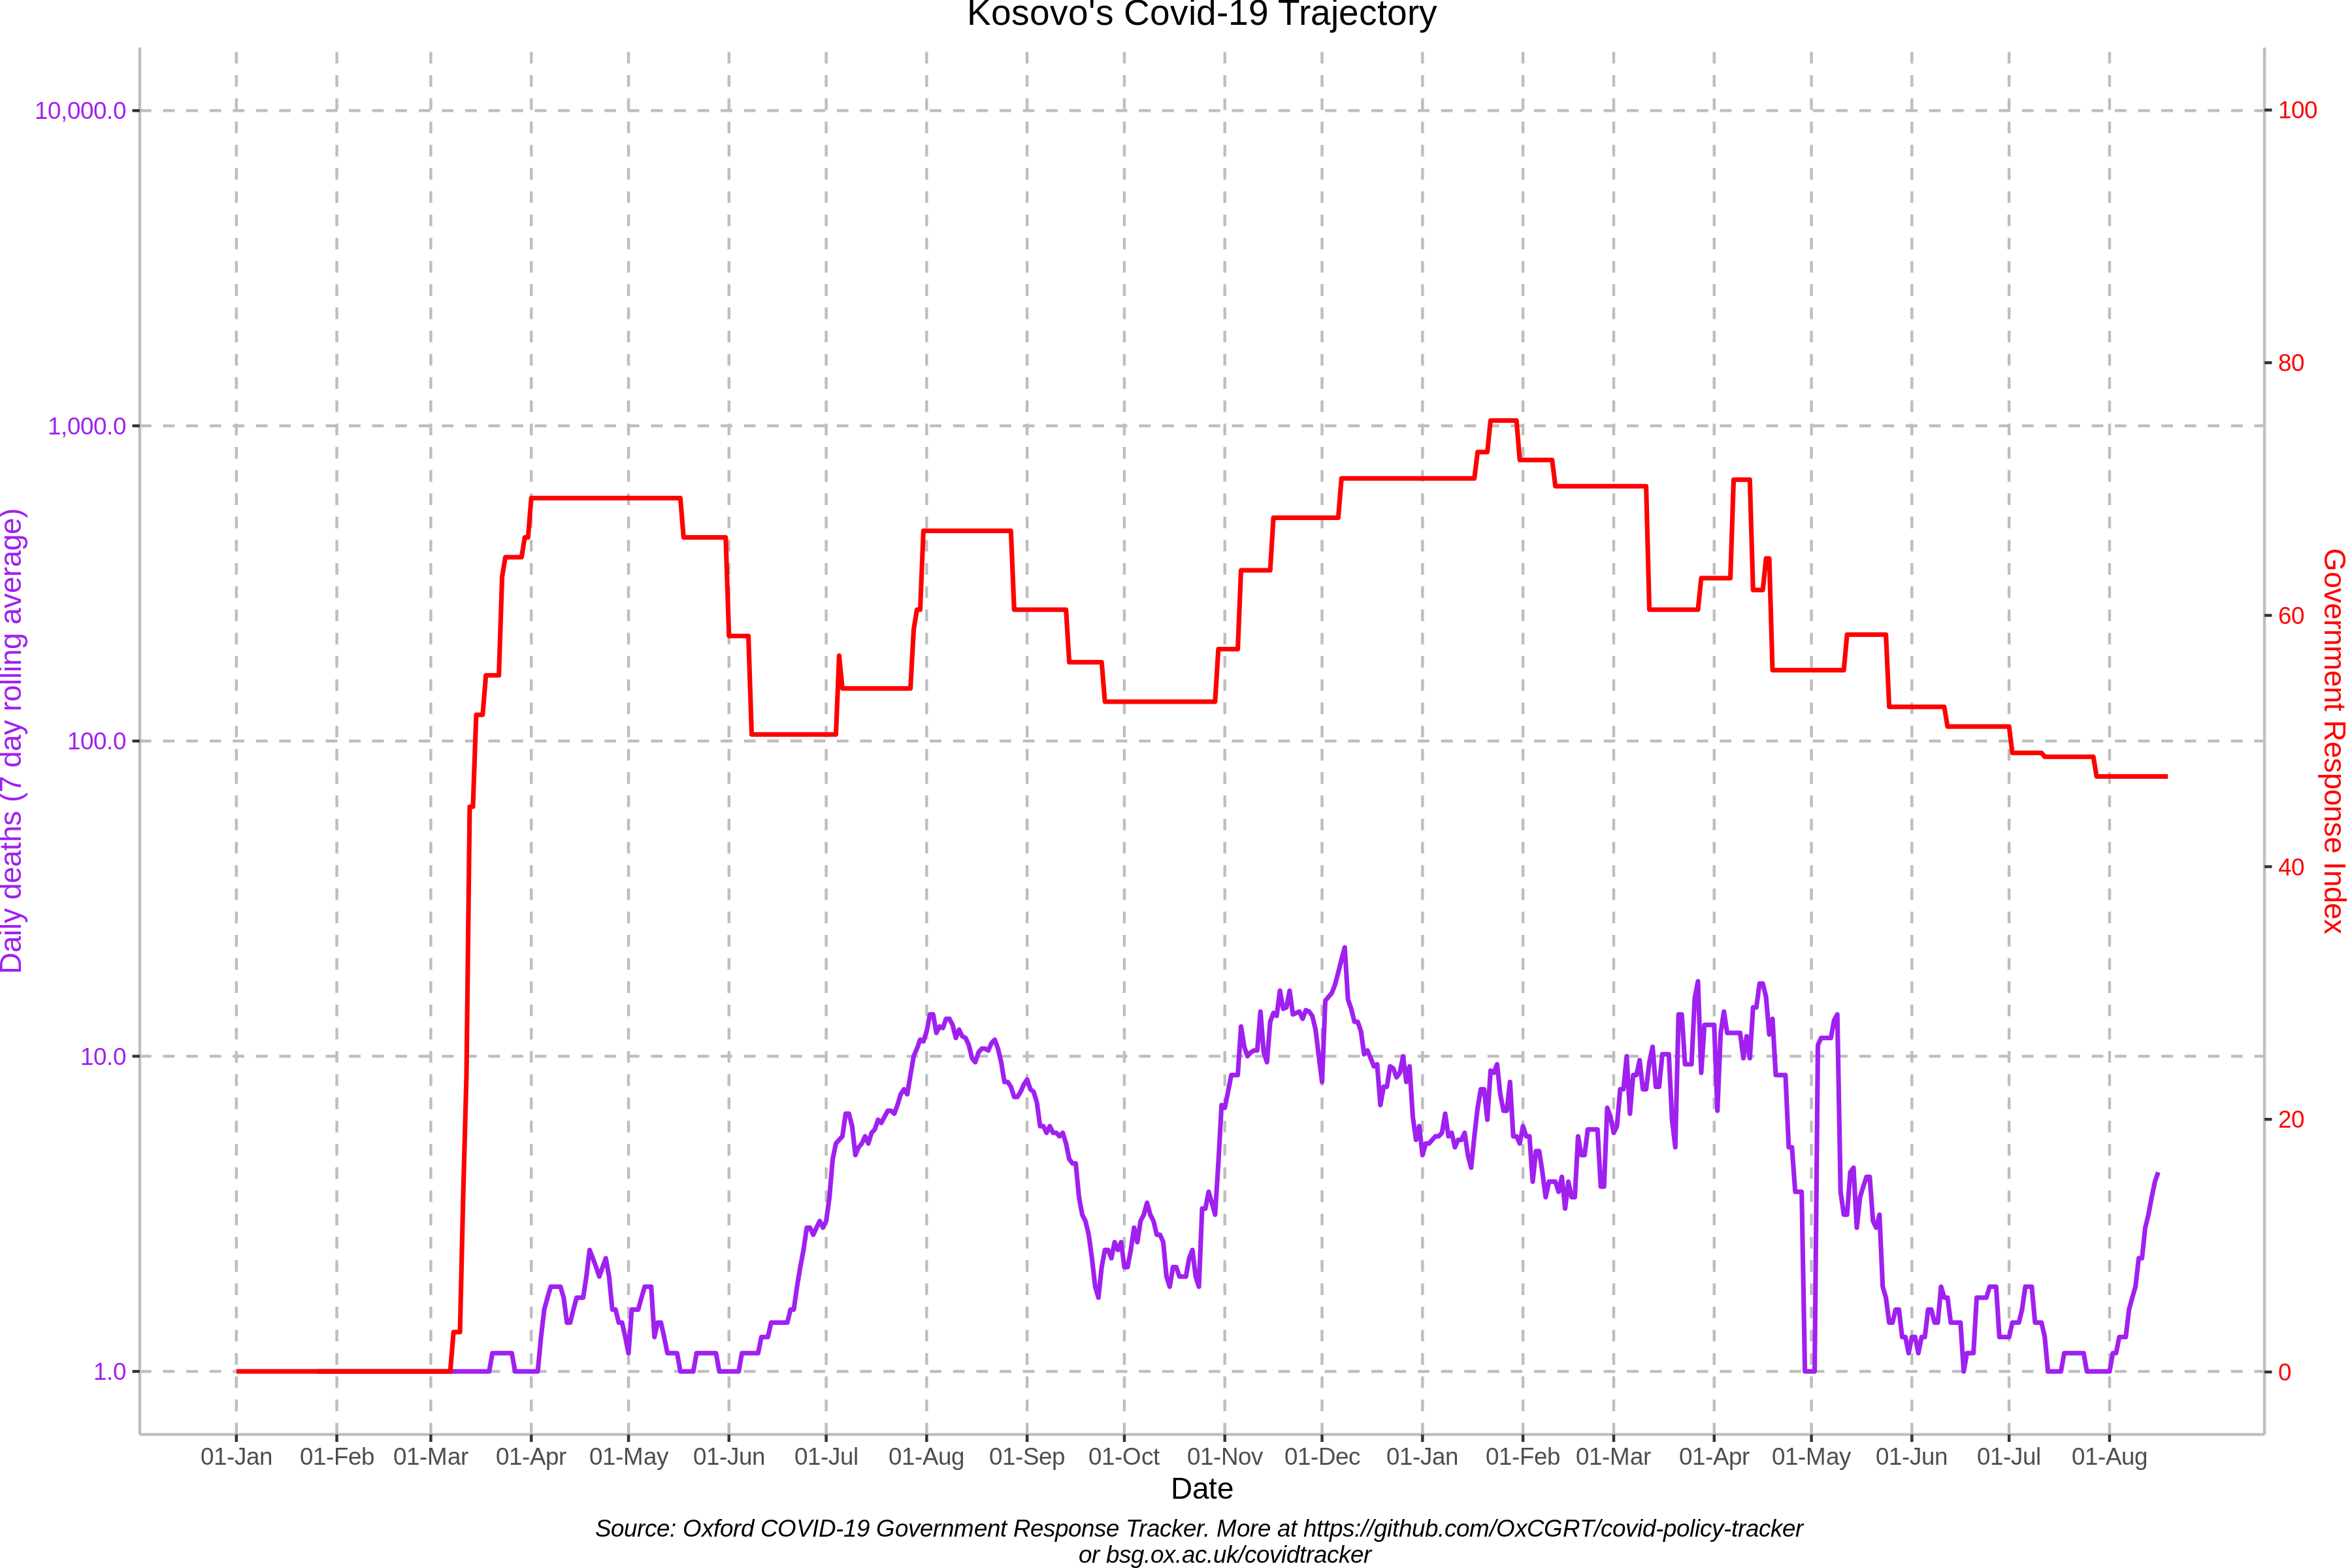 Kosovo's Covid-19 Trajectory
10,000.0
1,000.0
100.0
10.0
1.0
Daily deaths (7 day rolling average)
100
80
60
40
20
0
Government Response Index
01-Jan 01-Feb 01-Mar 01-Apr 01-May 01-Jun 01-Jul 01-Aug 01-Sep 01-Oct 01-Nov 01-Dec 01-Jan 01-Feb 01-Mar 01-Apr 01-May 01-Jun 01-Jul 01-Aug
Date
Source: Oxford COVID-19 Government Response Tracker. More at https://github.com/OxCGRT/covid-policy-tracker
or bsg.ox.ac.uk/covidtracker